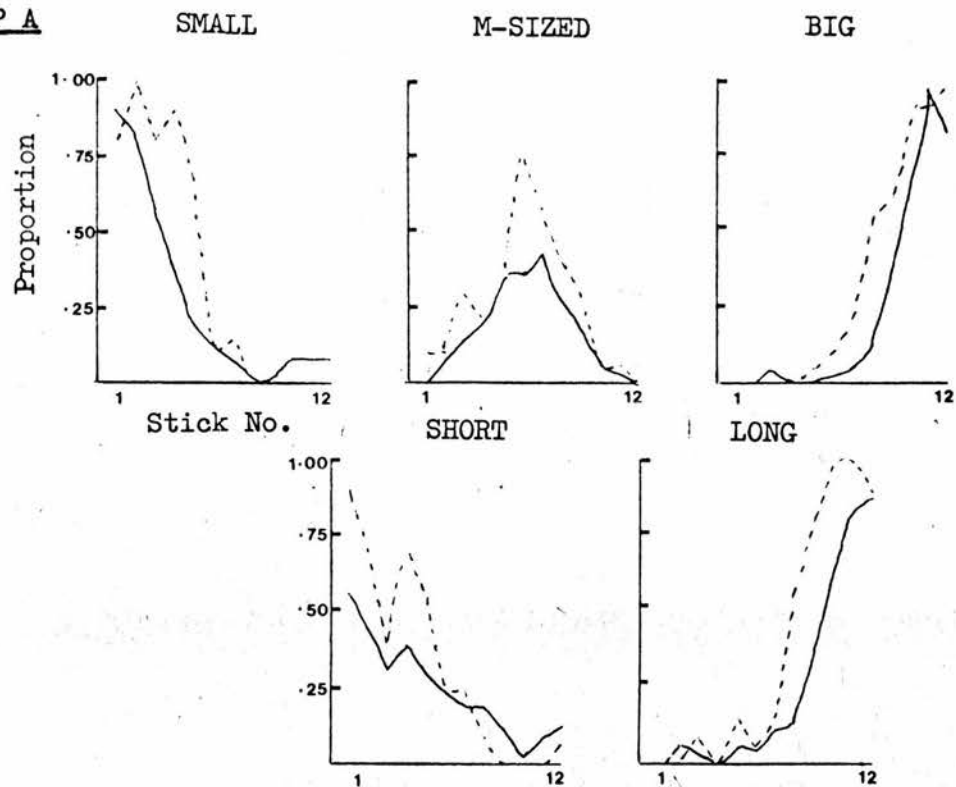 P A
SMALL M-SIZED BIG
1.00
.75
.50
.25
Proportion
1 12 1 12 1 12
Stick No. SHORT LONG
1.00
.75
.50
.25
1 12 1 12